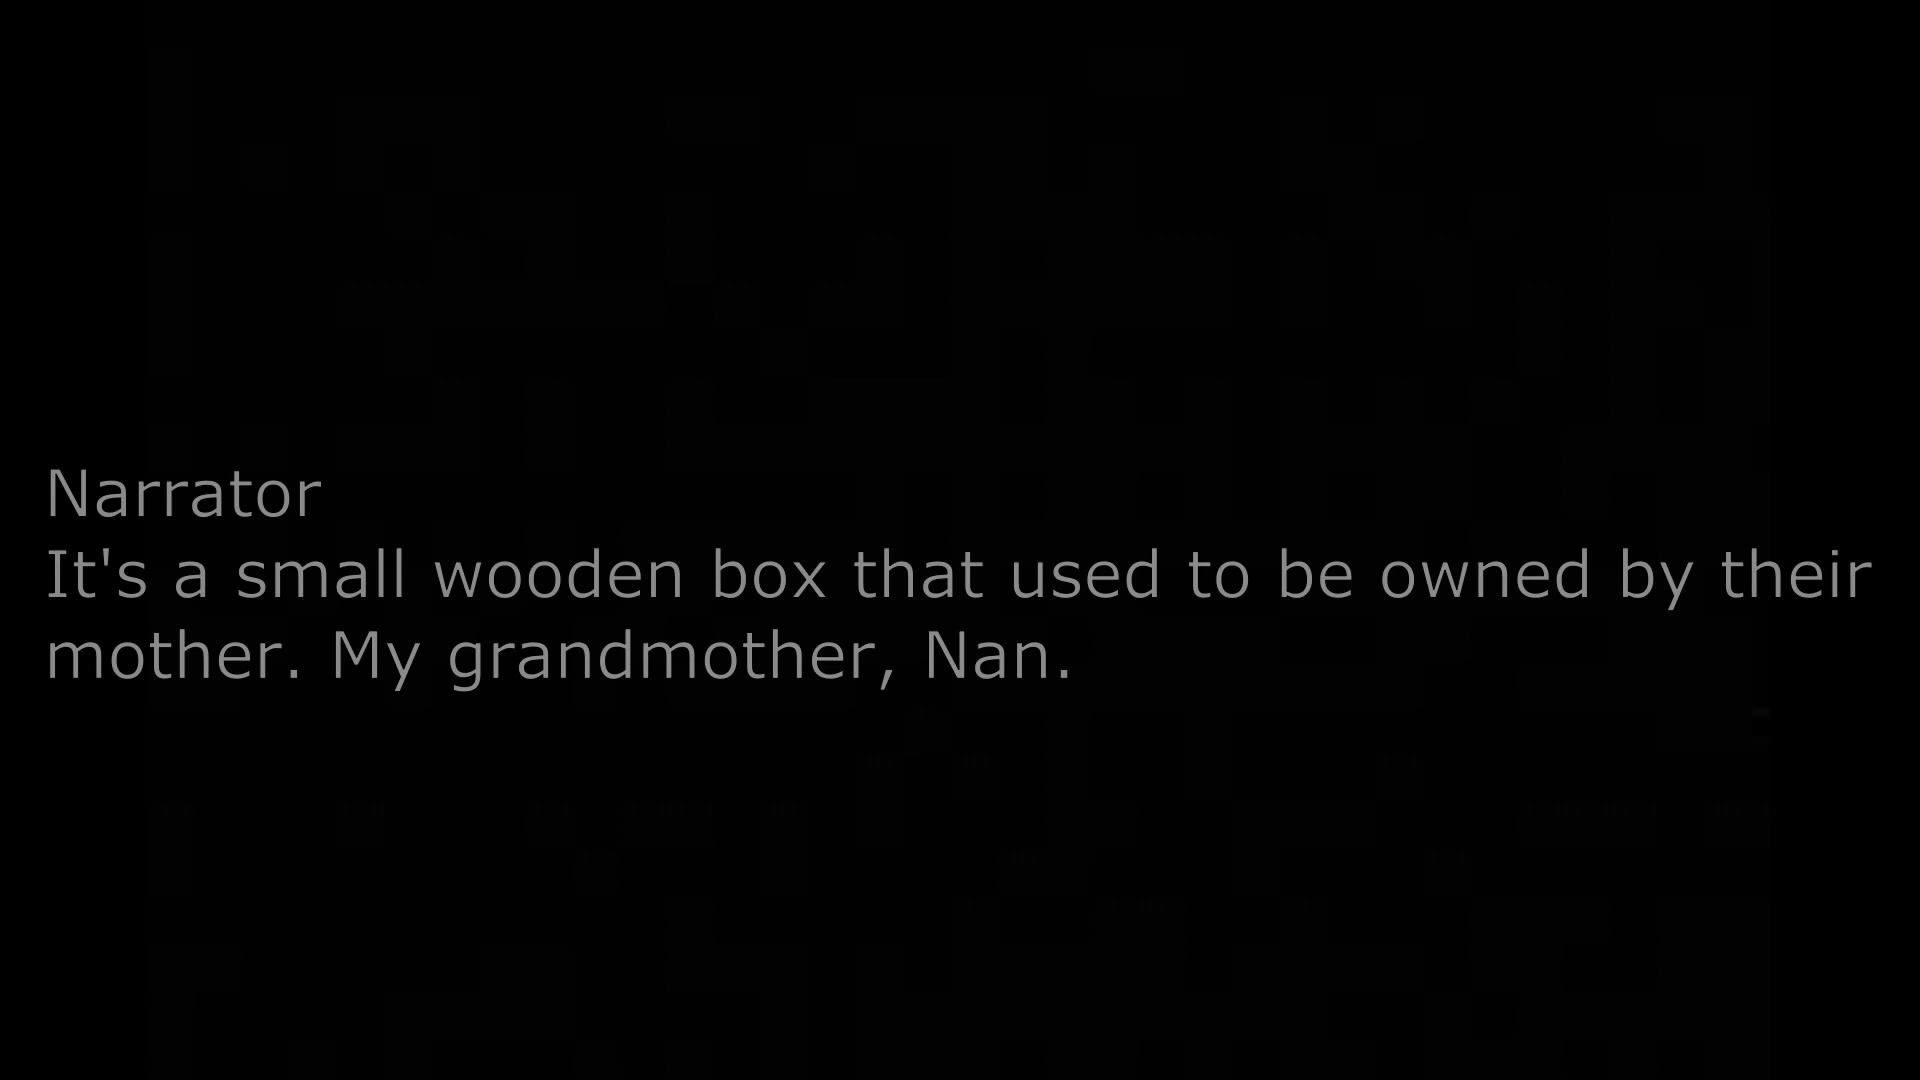 Narrator
It's a small wooden box that used to be owned by their
mother. My grandmother, Nan.